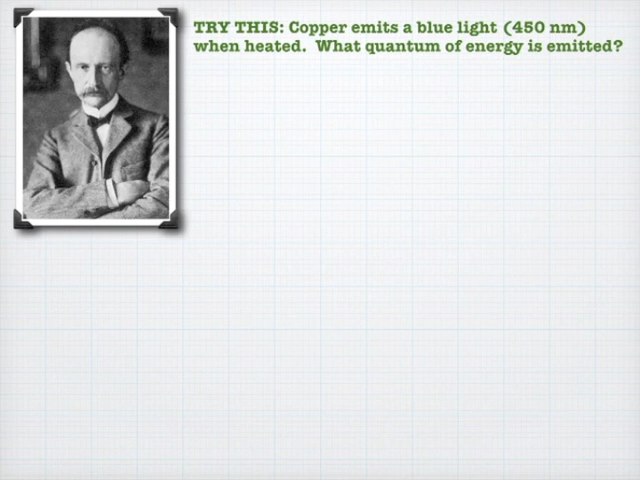 TRY THIS: Copper emits a blue light (450 nm)
when heated.  What quantum of energy is emitted?